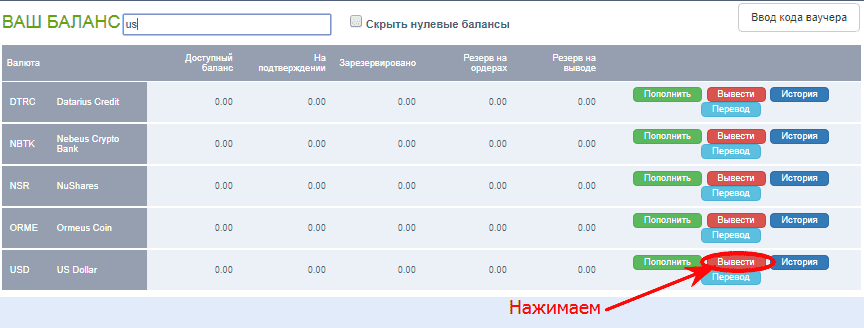 ВАШ БАЛАНС us Скрыть нулевые балансы Ввод кода ваучера
Валюта Доступный баланс На подтверждении Зарезервировано Резерв на ордерах Резерв на выводе
DTRC Datarius Credit 0.00 0.00 0.00 0.00 0.00 Пополнить Вывести История
Перевод
NBTK Nebeus Crypto Bank 0.00 0.00 0.00 0.00 0.00 Пополнить Вывести История
Перевод
NSR NuShares 0.00 0.00 0.00 0.00 0.00 Пополнить Вывести История
Перевод
ORME Ormeus Coin 0.00 0.00 0.00 0.00 0.00 Пополнить Вывести История
Перевод
USD US Dollar 0.00 0.00 0.00 0.00 0.00 Пополнить Вывести История
Перевод
Нажимаем